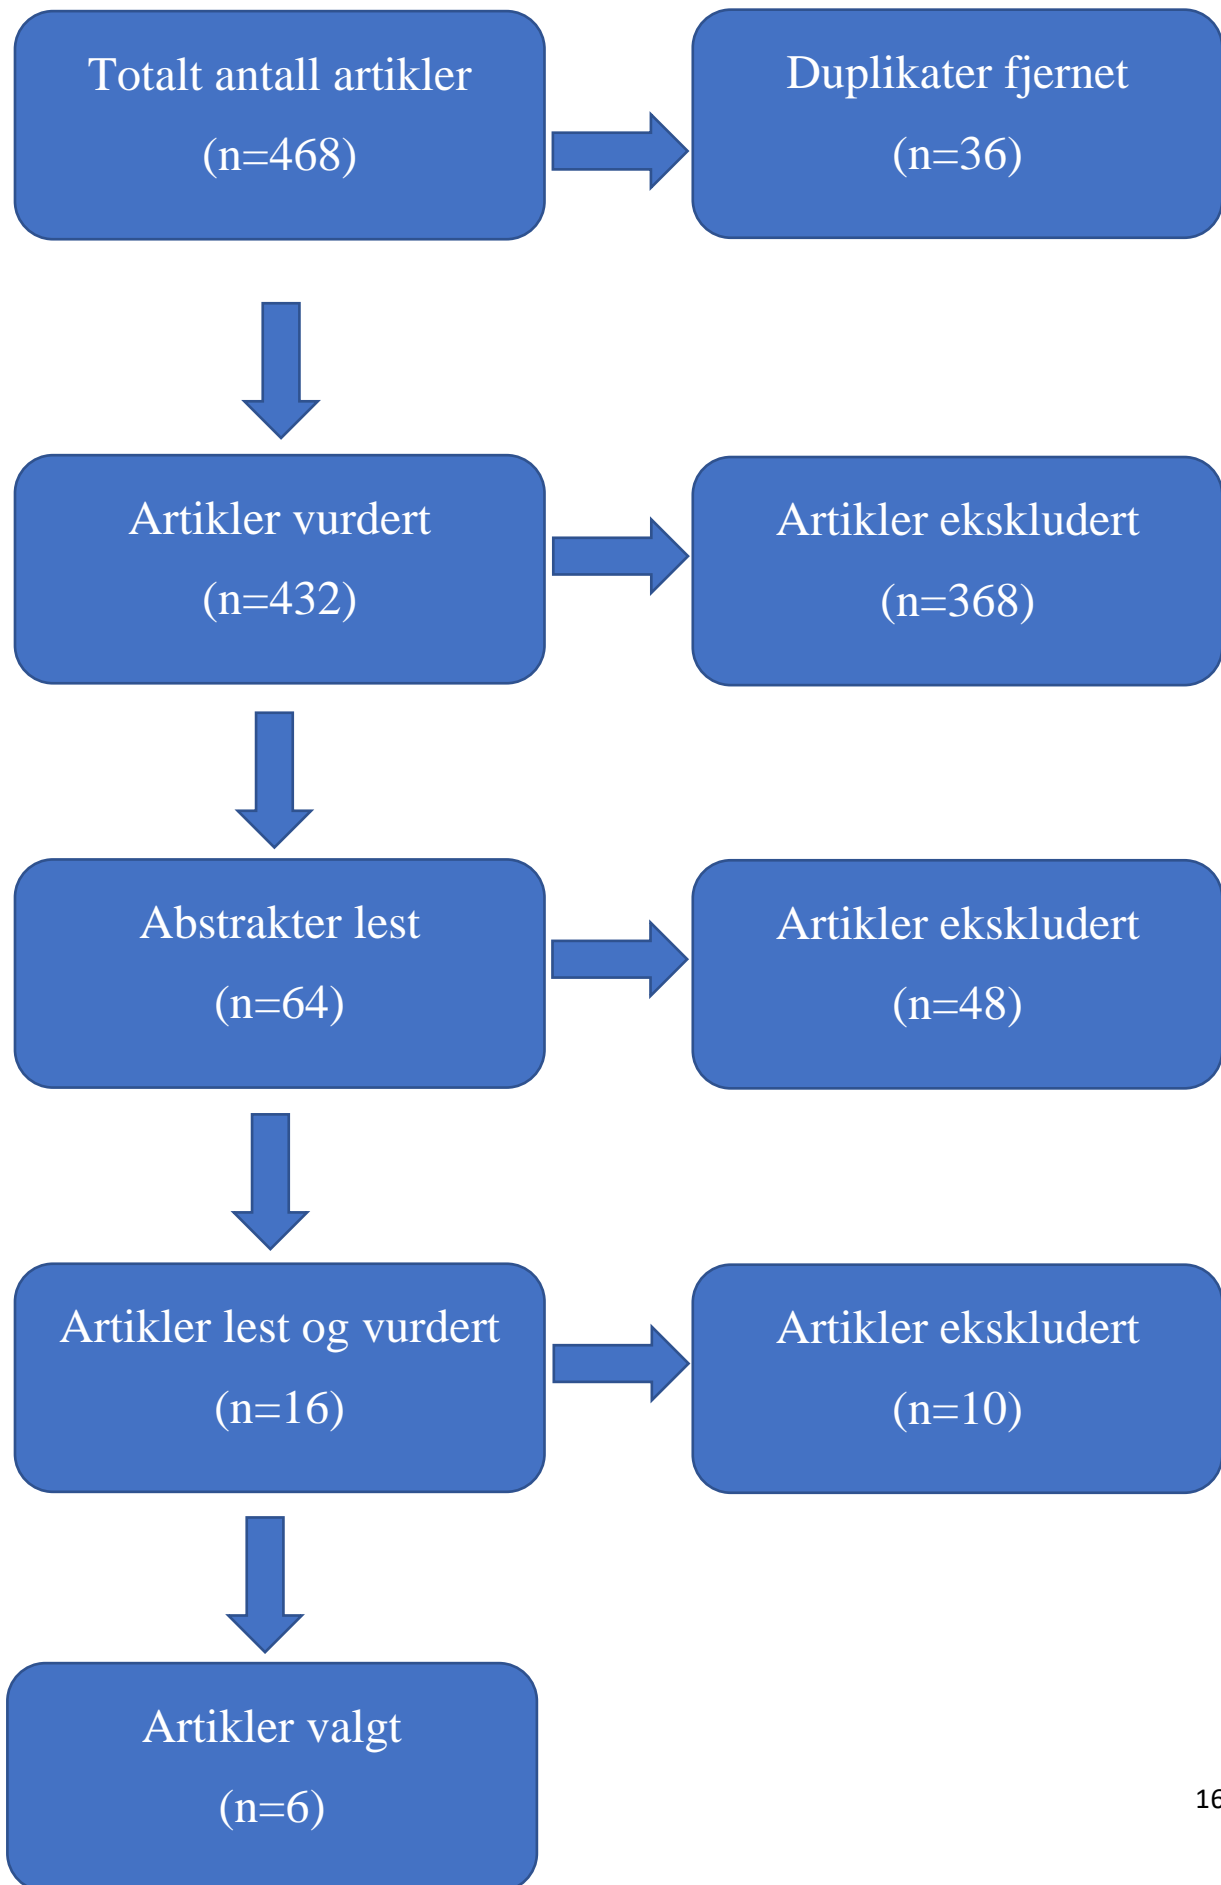 Totalt antall artikler
(n=468)
Duplikater fjernet
(n=36)
Artikler vurdert
(n=432)
Artikler ekskludert
(n=368)
Abstrakter lest
(n=64)
Artikler ekskludert
(n=48)
Artikler lest og vurdert
(n=16)
Artikler ekskludert
(n=10)
Artikler valgt
(n=6)
16